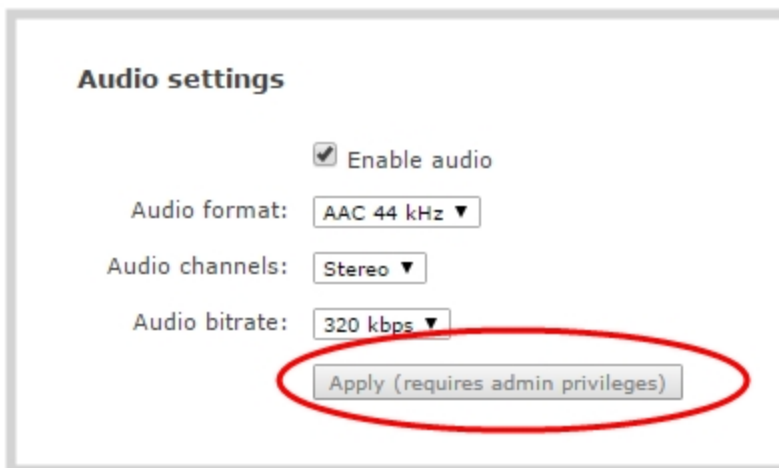 Audio settings
Enable audio
Audio format: AAC 44 kHz
Audio channels: Stereo
Audio bitrate: 320 kbps
Apply (requires admin privileges)